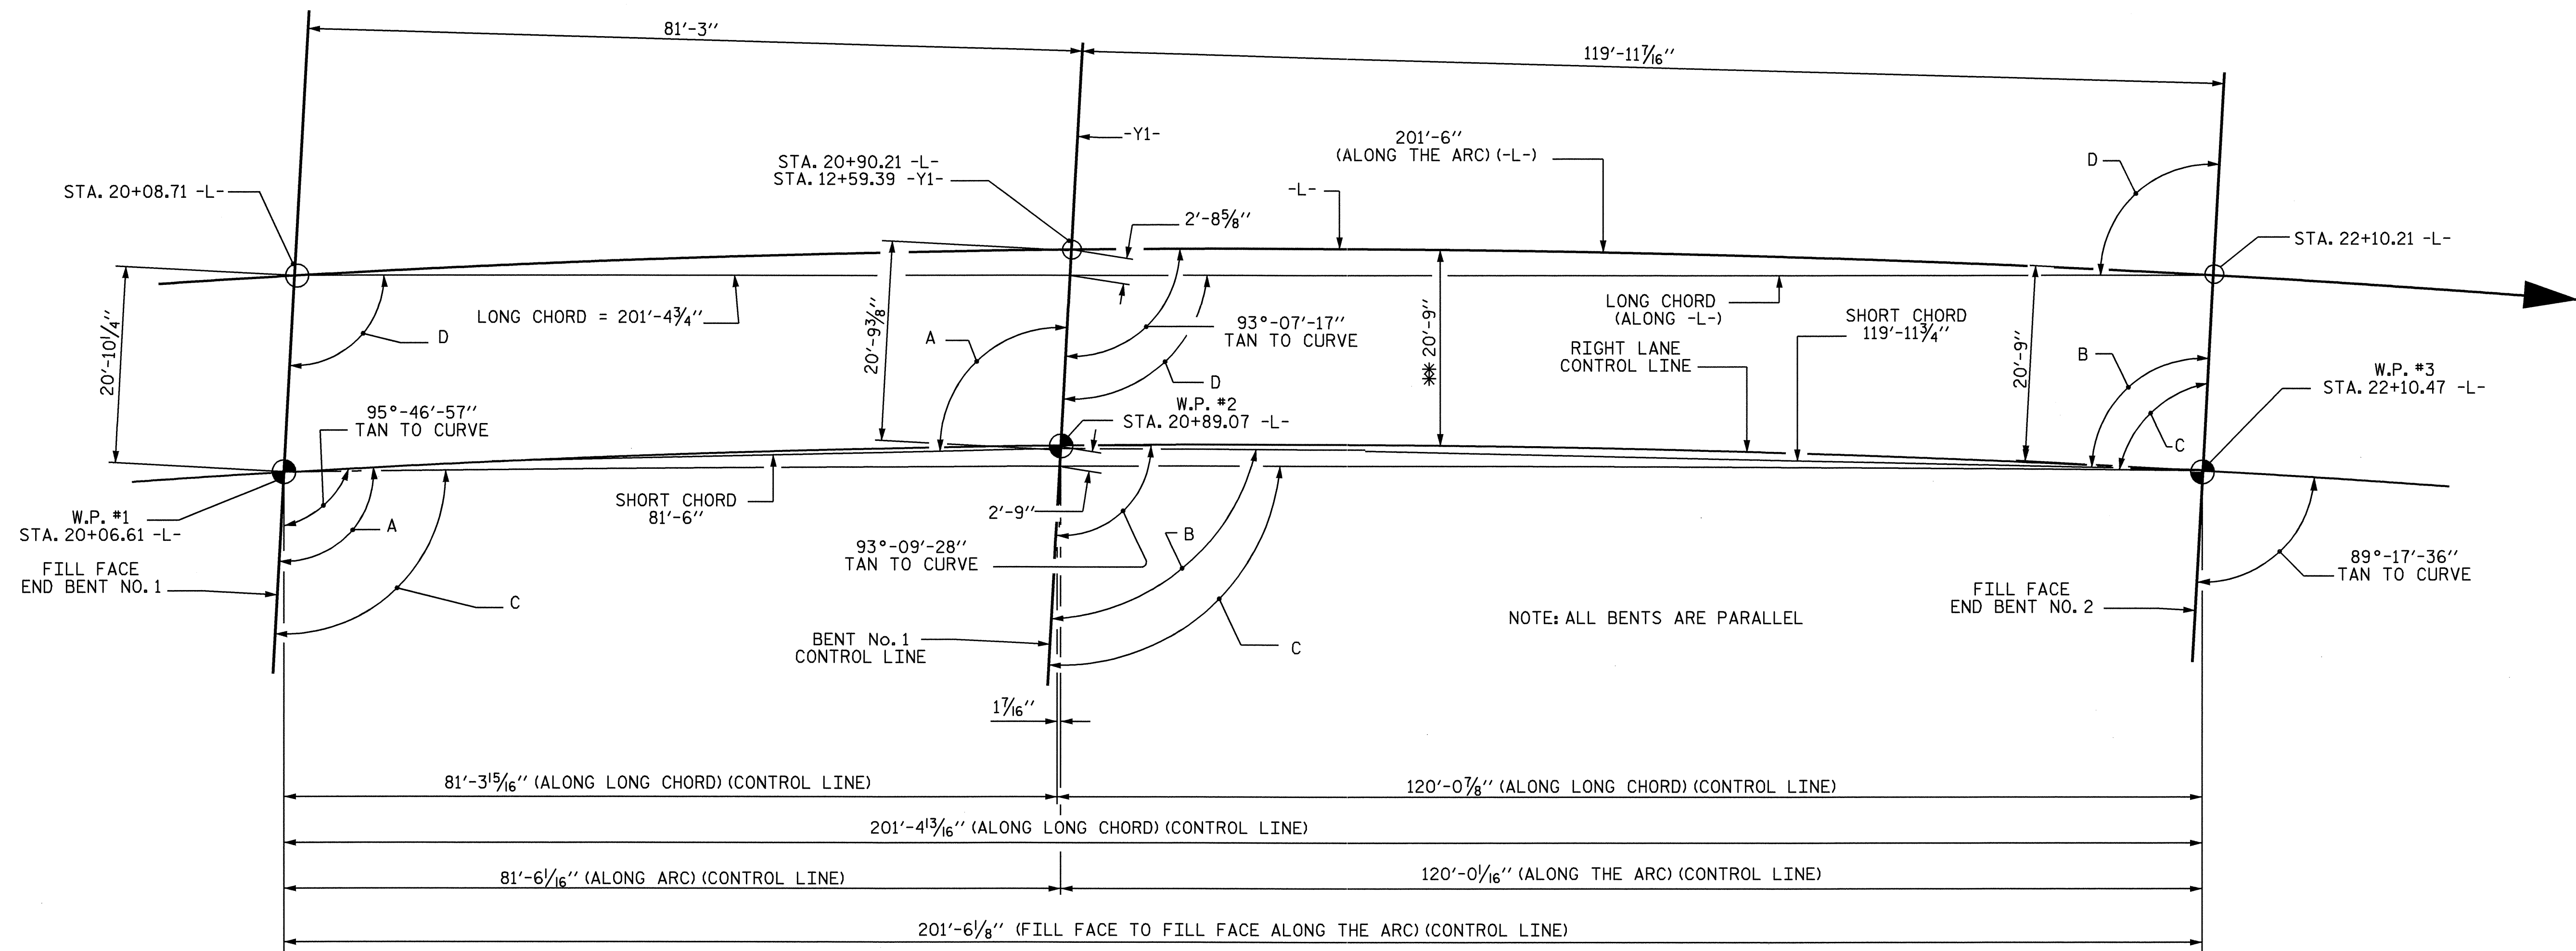 81'-3"
119'-11 7/16"
-Y1-
201'-6"
(ALONG THE ARC) (-L-)
D
STA. 20+90.21 -L-
STA. 12+59.39 -Y1-
STA. 20+08.71 -L-
-L-
2'-8 5/8"
STA. 22+10.21 -L-
LONG CHORD = 201'-4 3/4"
LONG CHORD
(ALONG -L-)
SHORT CHORD
119'-11 3/4"
20'-10 1/4"
D
A
20'-9 3/8"
93°-07'-17"
TAN TO CURVE
**20'-9"
RIGHT LANE
CONTROL LINE
B
20'-9"
W.P. #3
STA. 22+10.47 -L-
D
95°-46'-57"
TAN TO CURVE
W.P. #2
STA. 20+89.07 -L-
C
SHORT CHORD
81'-6"
W.P. #1
STA. 20+06.61 -L-
A
2'-9"
B
93°-09'-28"
TAN TO CURVE
89°-17'-36"
TAN TO CURVE
FILL FACE
END BENT NO. 1
C
FILL FACE
END BENT NO. 2
NOTE: ALL BENTS ARE PARALLEL
BENT No. 1
CONTROL LINE
C
1 7/16"
81'-3 15/16" (ALONG LONG CHORD) (CONTROL LINE)
120'-0 7/8" (ALONG LONG CHORD) (CONTROL LINE)
201'-4 13/16" (ALONG LONG CHORD) (CONTROL LINE)
81'-6 1/16" (ALONG ARC) (CONTROL LINE)
120'-0 1/16" (ALONG THE ARC) (CONTROL LINE)
201'-6 1/8" (FILL FACE TO FILL FACE ALONG THE ARC) (CONTROL LINE)